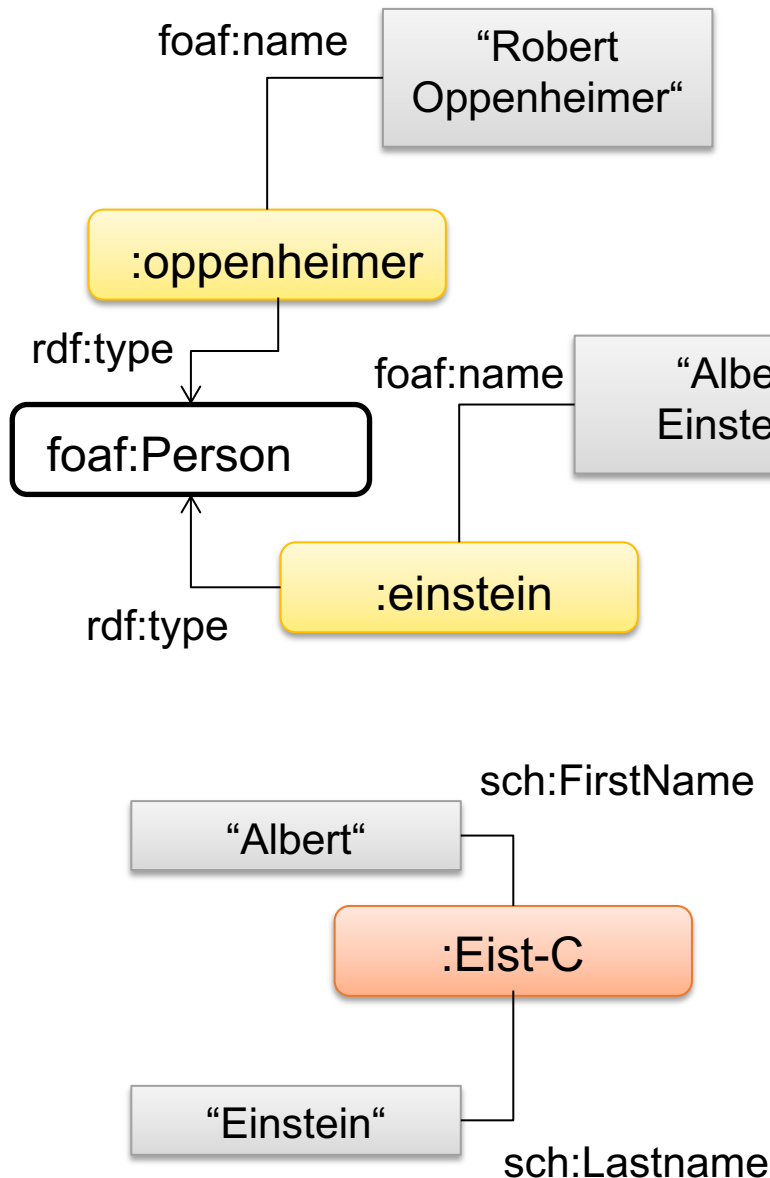 foaf:name
“Robert
Oppenheimer“
:oppenheimer
rdf:type
foaf:name
foaf:Person
:einstein
rdf:type
sch:FirstName
“Albert“
:Eist-C
“Einstein“
sch:Lastname